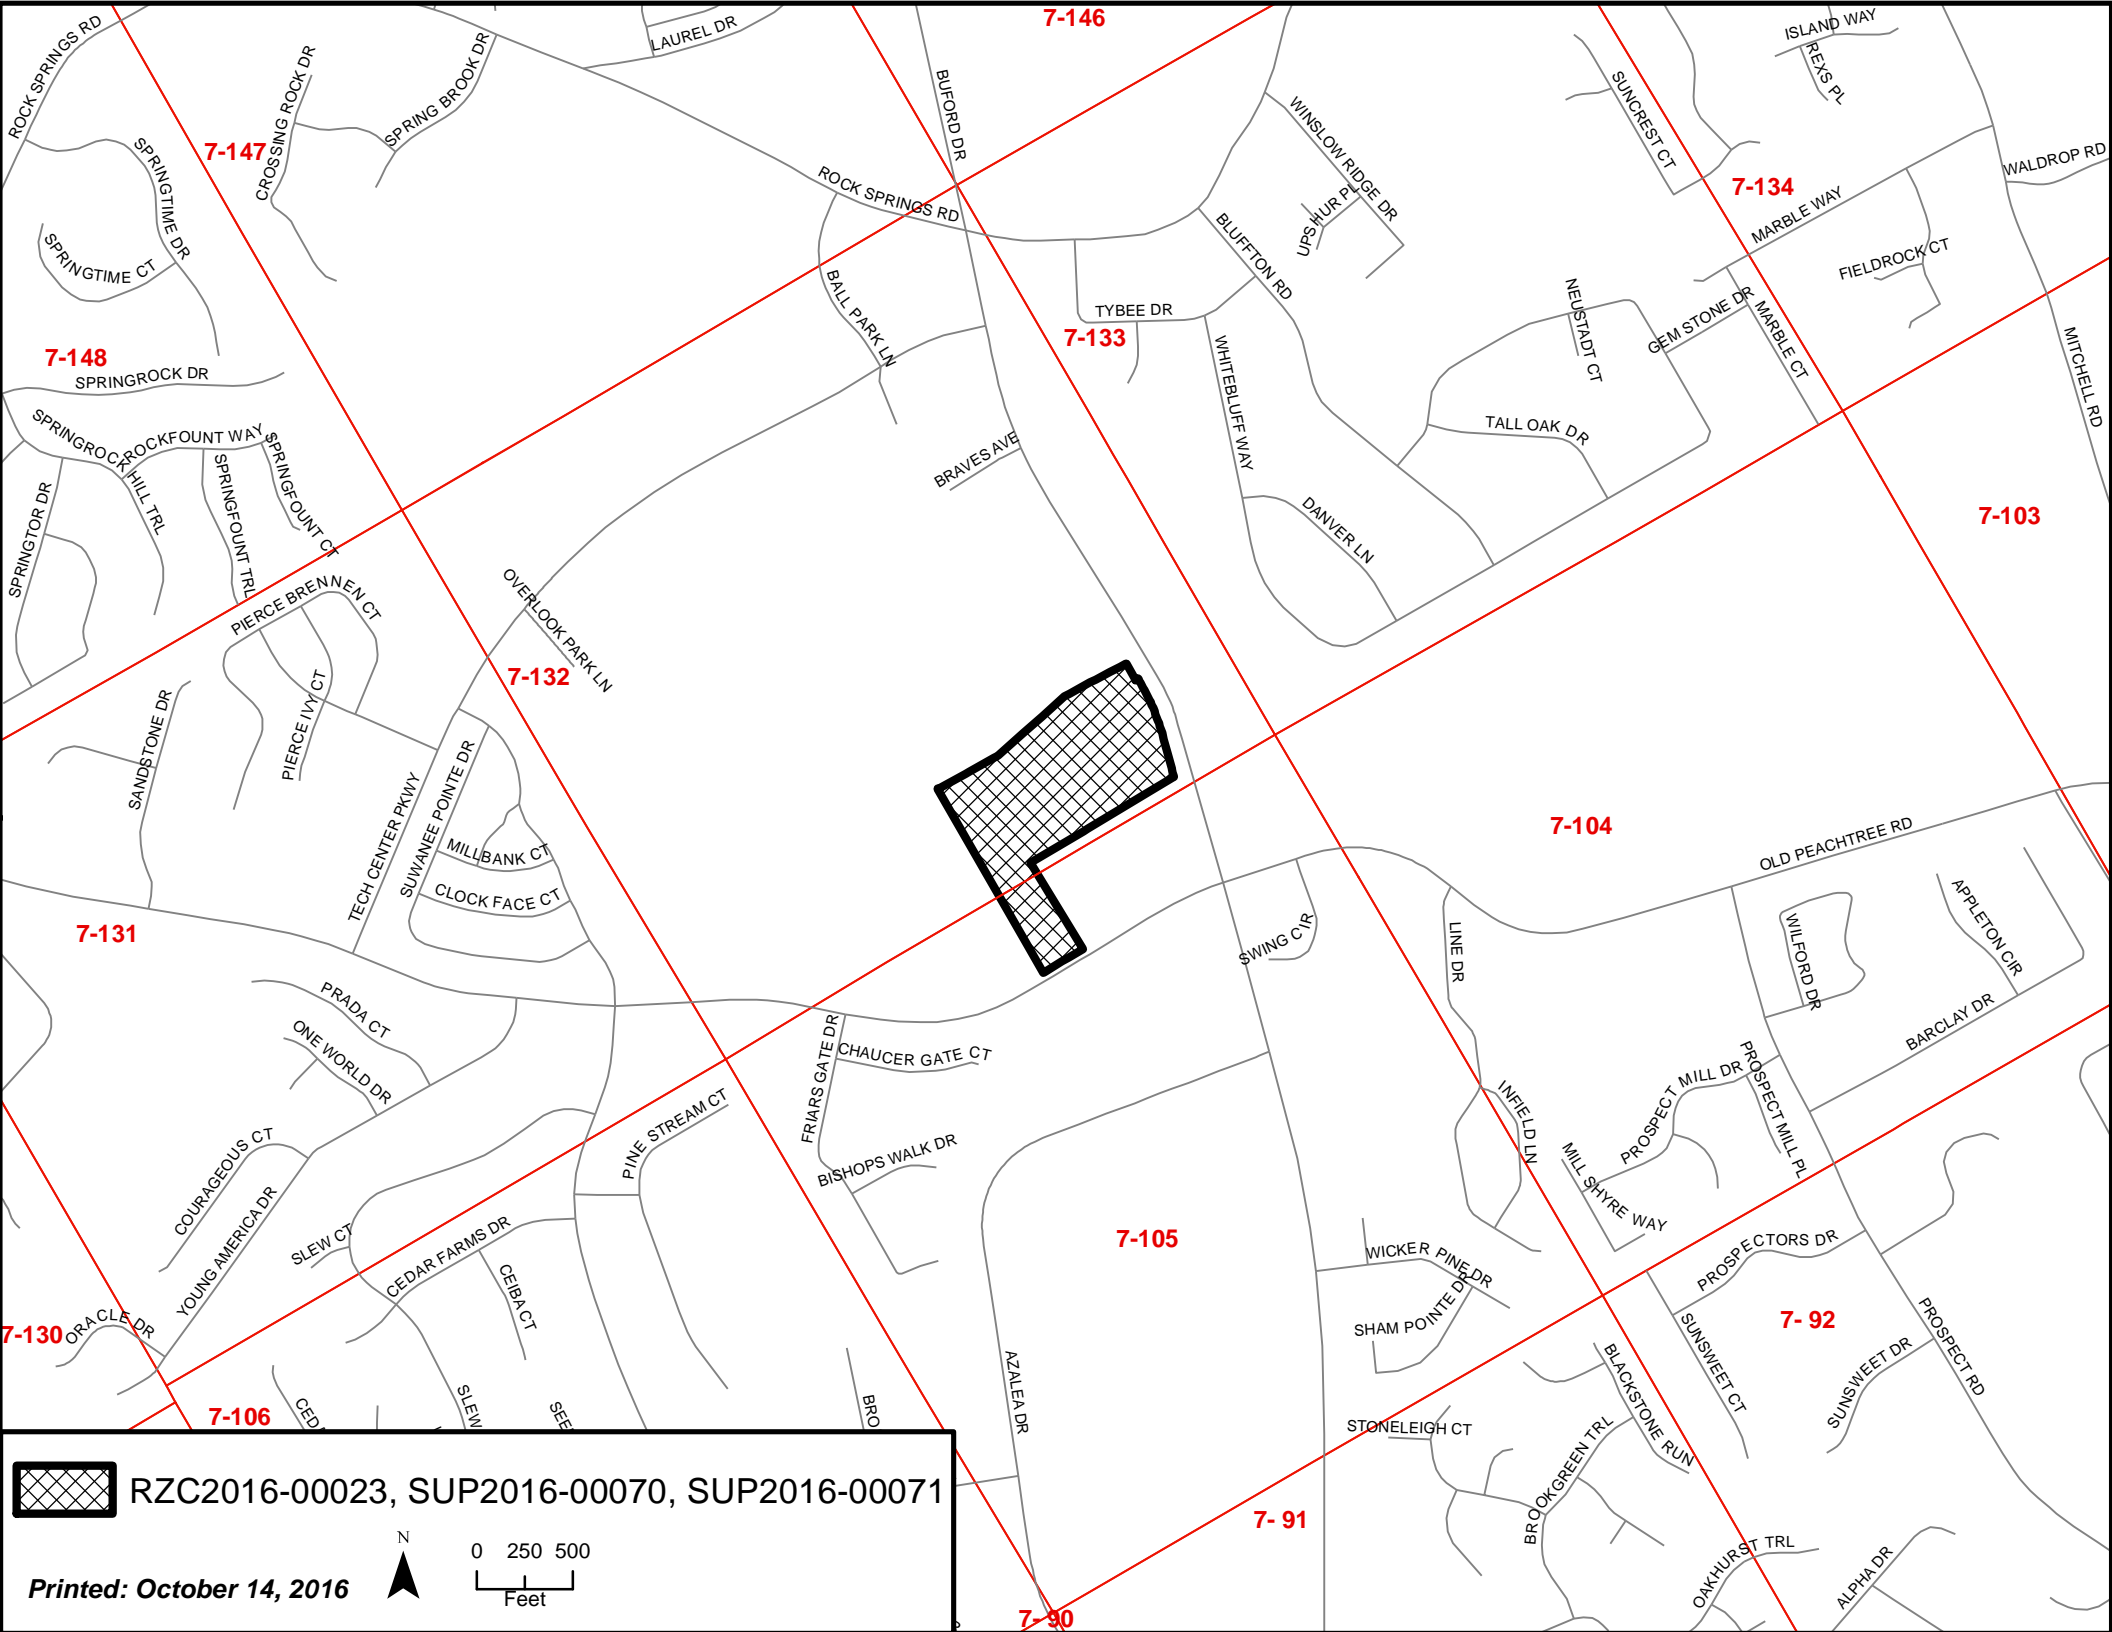 7-146
ISLAND WAY
LAUREL DR
ROCK SPRINGS RD
REXS PL
SPRING BROOK DR
CROSSING ROCK DR
BUFORD DR
SUNCREST CT
WINSLOW RIDGE DR
7-147
SPRINGTIME DR
WALDROP RD
7-134
ROCK SPRINGS RD
UPSHUR PL
MARBLE WAY
BLUFFTON RD
SPRINGTIME CT
FIELDROCK CT
BALL PARK LN
TYBEE DR
NEUSTADT CT
GEM STONE DR
MARBLE CT
7-133
7-148
SPRINGROCK DR
WHITEBLUFF WAY
MITCHELL RD
SPRINGROCK HILL TRL
ROCKFOUNT WAY
SPRINGFOUNT CT
TALL OAK DR
BRAVES AVE
SPRINGFOUNT TRL
SPRINGTOR DR
DANVER LN
7-103
PIERCE BRENNEN CT
OVERLOOK PARK LN
7-132
PIERCE IVY CT
SANDSTONE DR
TECH CENTER PKWY
SUWANEE POINTE DR
MILLBANK CT
CLOCK FACE CT
7-104
OLD PEACHTREE RD
7-131
SWING CIR
LINE DR
WILFORD DR
APPLETON CIR
PRADA CT
ONE WORLD DR
BARCLAY DR
FRIARS GATE DR
CHAUCER GATE CT
PROSPECT MILL DR
PROSPECT MILL PL
INFIELD LN
PINE STREAM CT
BISHOPS WALK DR
COURAGEOUS CT
MILL SHYRE WAY
YOUNG AMERICA DR
SLEW CT
CEDAR FARMS DR
7-105
WICKER PINE DR
PROSPECTORS DR
CEIBA CT
SHAM POINTE DR
7- 92
7-130
ORACLE DR
SUNSWEET CT
PROSPECT RD
SUNSWEET DR
AZALEA DR
BLACKSTONE RUN
7-106
SLEW
BRO
STONELEIGH CT
BROOKGREEN TRL
RZC2016-00023, SUP2016-00070, SUP2016-00071
7- 91
N
0 250 500
Feet
Printed: October 14, 2016
OAKHURST TRL
ALPHA DR
7- 90